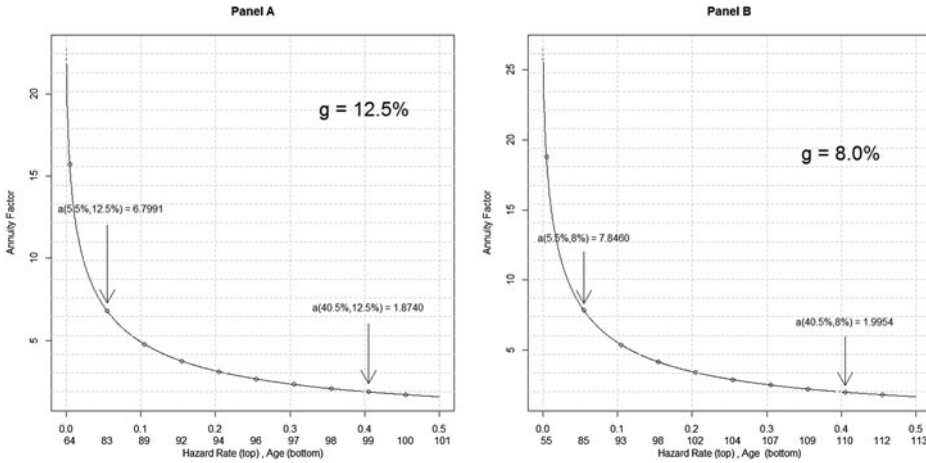 Panel A
g = 12.5%
a(5.5%,12.5%) = 6.7991
a(40.5%,12.5%) = 1.8740
Annuity Factor
20
15
10
5
0.0 0.1 0.2 0.3 0.4 0.5
64 83 89 92 94 96 97 98 99 100 101
Hazard Rate (top) , Age (bottom)
Panel B
g = 8.0%
a(5.5%,8%) = 7.8460
a(40.5%,8%) = 1.9954
Annuity Factor
25
20
15
10
5
0.0 0.1 0.2 0.3 0.4 0.5
55 85 93 98 102 104 107 109 110 112 113
Hazard Rate (top) , Age (bottom)